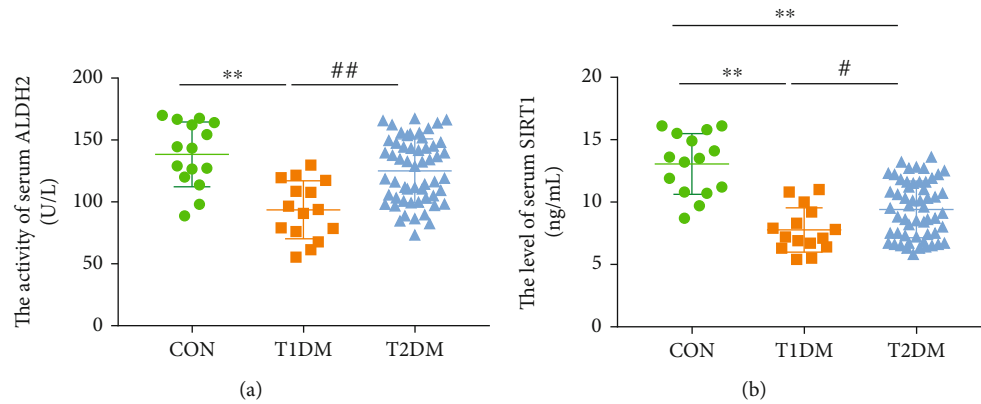 **
##
200
150
100
50
0
The activity of serum ALDH2
(U/L)
CON
T1DM
T2DM
(a)
**
**
#
20
15
10
5
0
The level of serum SIRT1
(ng/mL)
CON
T1DM
T2DM
(b)